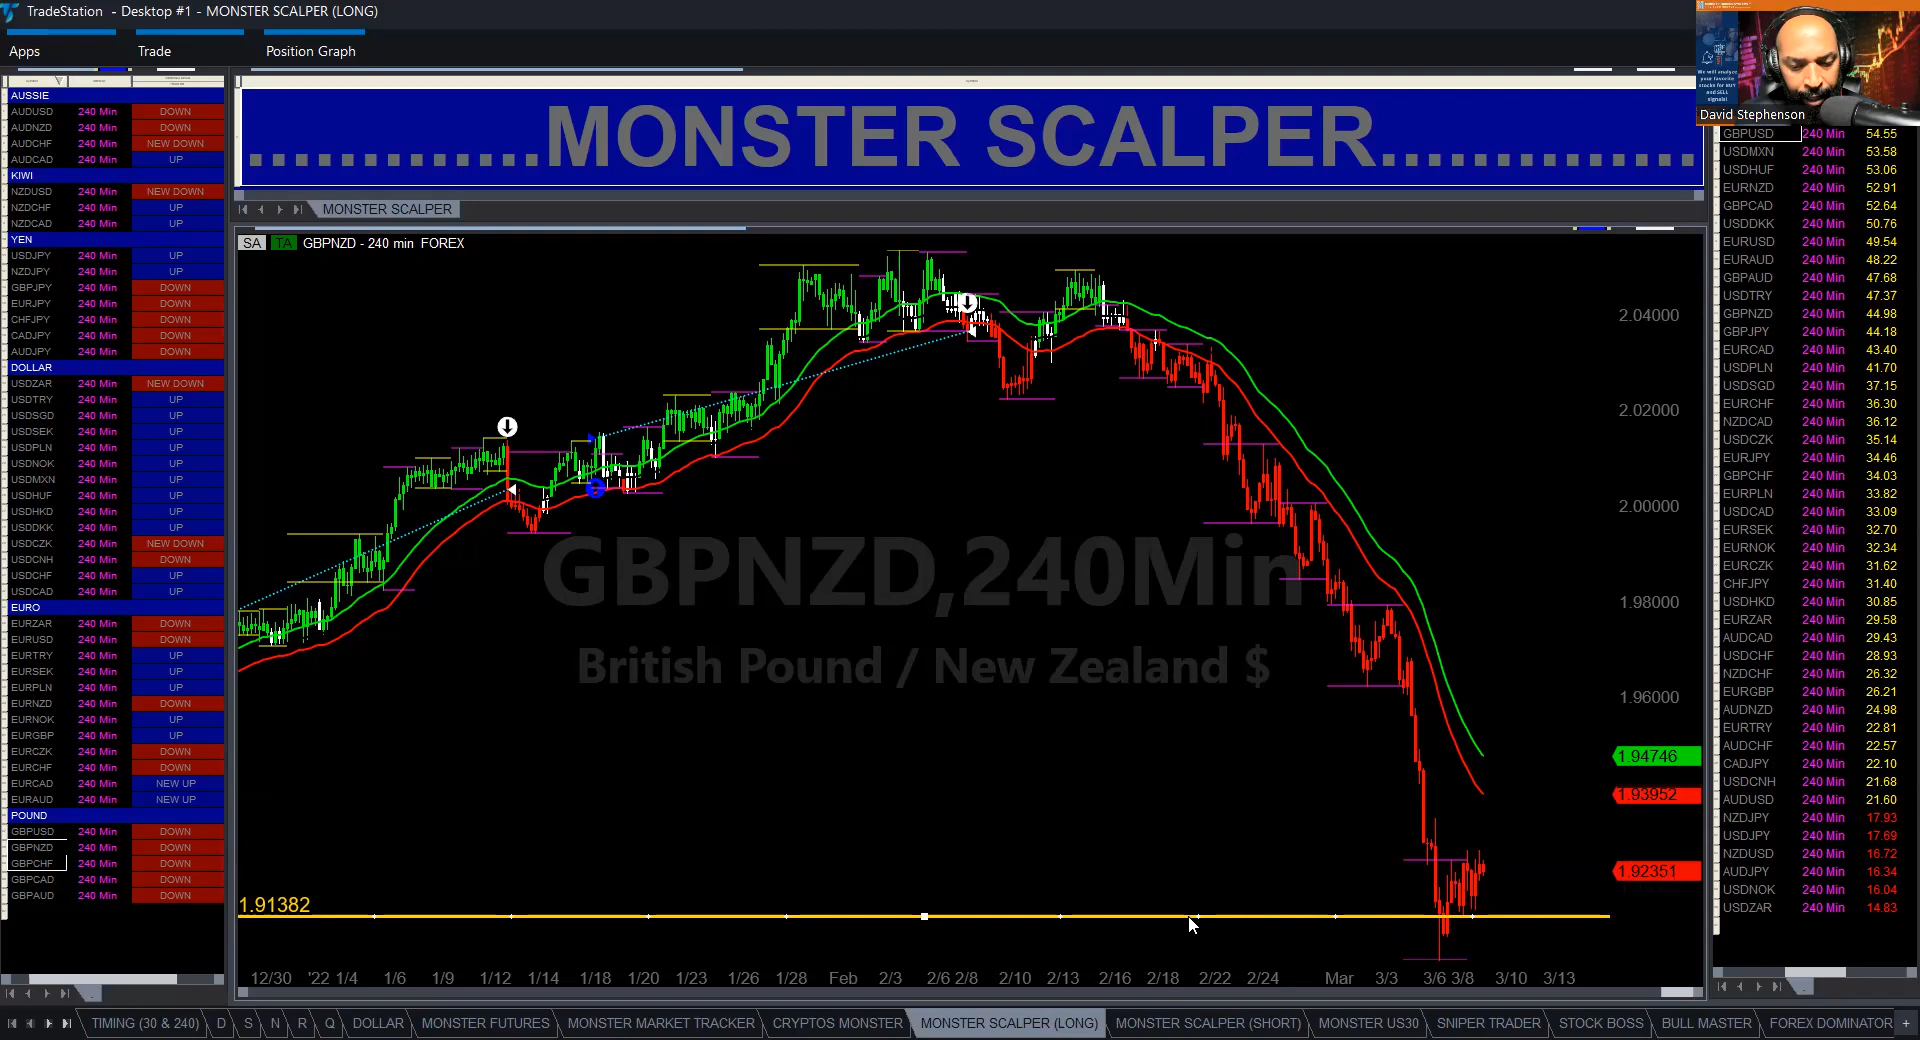 TradeStation - Desktop #1 - MONSTER SCALPER (LONG)
Apps Trade Position Graph
AUSSIE
AUDUSD 240 Min DOWN
AUDNZD 240 Min DOWN
AUDCHF 240 Min NEW DOWN
AUDCAD 240 Min UP
KIWI
NZDUSD 240 Min NEW DOWN
NZDCHF 240 Min UP
NZDCAD 240 Min UP
YEN
USDJPY 240 Min UP
NZDJPY 240 Min UP
GBPJPY 240 Min DOWN
EURJPY 240 Min DOWN
CHFJPY 240 Min DOWN
CADJPY 240 Min DOWN
AUDJPY 240 Min DOWN
DOLLAR
USDZAR 240 Min NEW DOWN
USDTRY 240 Min UP
USDSGD 240 Min UP
USDSEK 240 Min UP
USDPLN 240 Min UP
USDNOK 240 Min UP
USDMXN 240 Min UP
USDHUF 240 Min UP
USDHKD 240 Min UP
USDDKK 240 Min UP
USDCZK 240 Min NEW DOWN
USDCNH 240 Min DOWN
USDCHF 240 Min UP
USDCAD 240 Min UP
EURO
EURZAR 240 Min DOWN
EURUSD 240 Min DOWN
EURTRY 240 Min UP
EURSEK 240 Min UP
EURPLN 240 Min UP
EURNZD 240 Min DOWN
EURNOK 240 Min UP
EURGBP 240 Min UP
EURCZK 240 Min DOWN
EURCHF 240 Min DOWN
EURCAD 240 Min NEW UP
EURAUD 240 Min NEW UP
POUND
GBPUSD 240 Min DOWN
GBPNZD 240 Min DOWN
GBPCHF 240 Min DOWN
GBPCAD 240 Min DOWN
GBPAUD 240 Min DOWN
..............MONSTER SCALPER...............
MONSTER SCALPER
SA TA GBPNZD - 240 min FOREX
GBPNZD,240Min
British Pound / New Zealand $
2.04000
2.02000
2.00000
1.98000
1.96000
1.94746
1.93952
1.92351
1.91382
12/30 '22 1/4 1/6 1/9 1/12 1/14 1/18 1/20 1/23 1/26 1/28 Feb 2/3 2/6 2/8 2/10 2/13 2/16 2/18 2/22 2/24 Mar 3/3 3/6 3/8 3/10 3/13
We will analyze
your favorite
stocks for BUY
and SELL
signals!
David Stephenson
GBPUSD 240 Min 54.55
USDMXN 240 Min 53.58
USDHUF 240 Min 53.06
EURNZD 240 Min 52.91
GBPCAD 240 Min 52.64
USDDKK 240 Min 50.76
EURUSD 240 Min 49.54
EURAUD 240 Min 48.22
GBPAUD 240 Min 47.68
USDTRY 240 Min 47.37
GBPNZD 240 Min 44.98
GBPJPY 240 Min 44.18
EURCAD 240 Min 43.40
USDPLN 240 Min 41.70
USDSGD 240 Min 37.15
EURCHF 240 Min 36.30
NZDCAD 240 Min 36.12
USDCZK 240 Min 35.14
EURJPY 240 Min 34.46
GBPCHF 240 Min 34.03
EURPLN 240 Min 33.82
USDCAD 240 Min 33.09
EURSEK 240 Min 32.70
EURNOK 240 Min 32.34
EURCZK 240 Min 31.62
CHFJPY 240 Min 31.40
USDHKD 240 Min 30.85
EURZAR 240 Min 29.58
AUDCAD 240 Min 29.43
USDCHF 240 Min 28.93
NZDCHF 240 Min 26.32
EURGBP 240 Min 26.21
AUDNZD 240 Min 24.98
EURTRY 240 Min 22.81
AUDCHF 240 Min 22.57
CADJPY 240 Min 22.10
USDCNH 240 Min 21.68
AUDUSD 240 Min 21.60
NZDJPY 240 Min 17.93
USDJPY 240 Min 17.69
NZDUSD 240 Min 16.72
AUDJPY 240 Min 16.34
USDNOK 240 Min 16.04
USDZAR 240 Min 14.83
TIMING (30 & 240) D S N R Q DOLLAR MONSTER FUTURES MONSTER MARKET TRACKER CRYPTOS MONSTER MONSTER SCALPER (LONG) MONSTER SCALPER (SHORT) MONSTER US30 SNIPER TRADER STOCK BOSS BULL MASTER FOREX DOMINATOR +